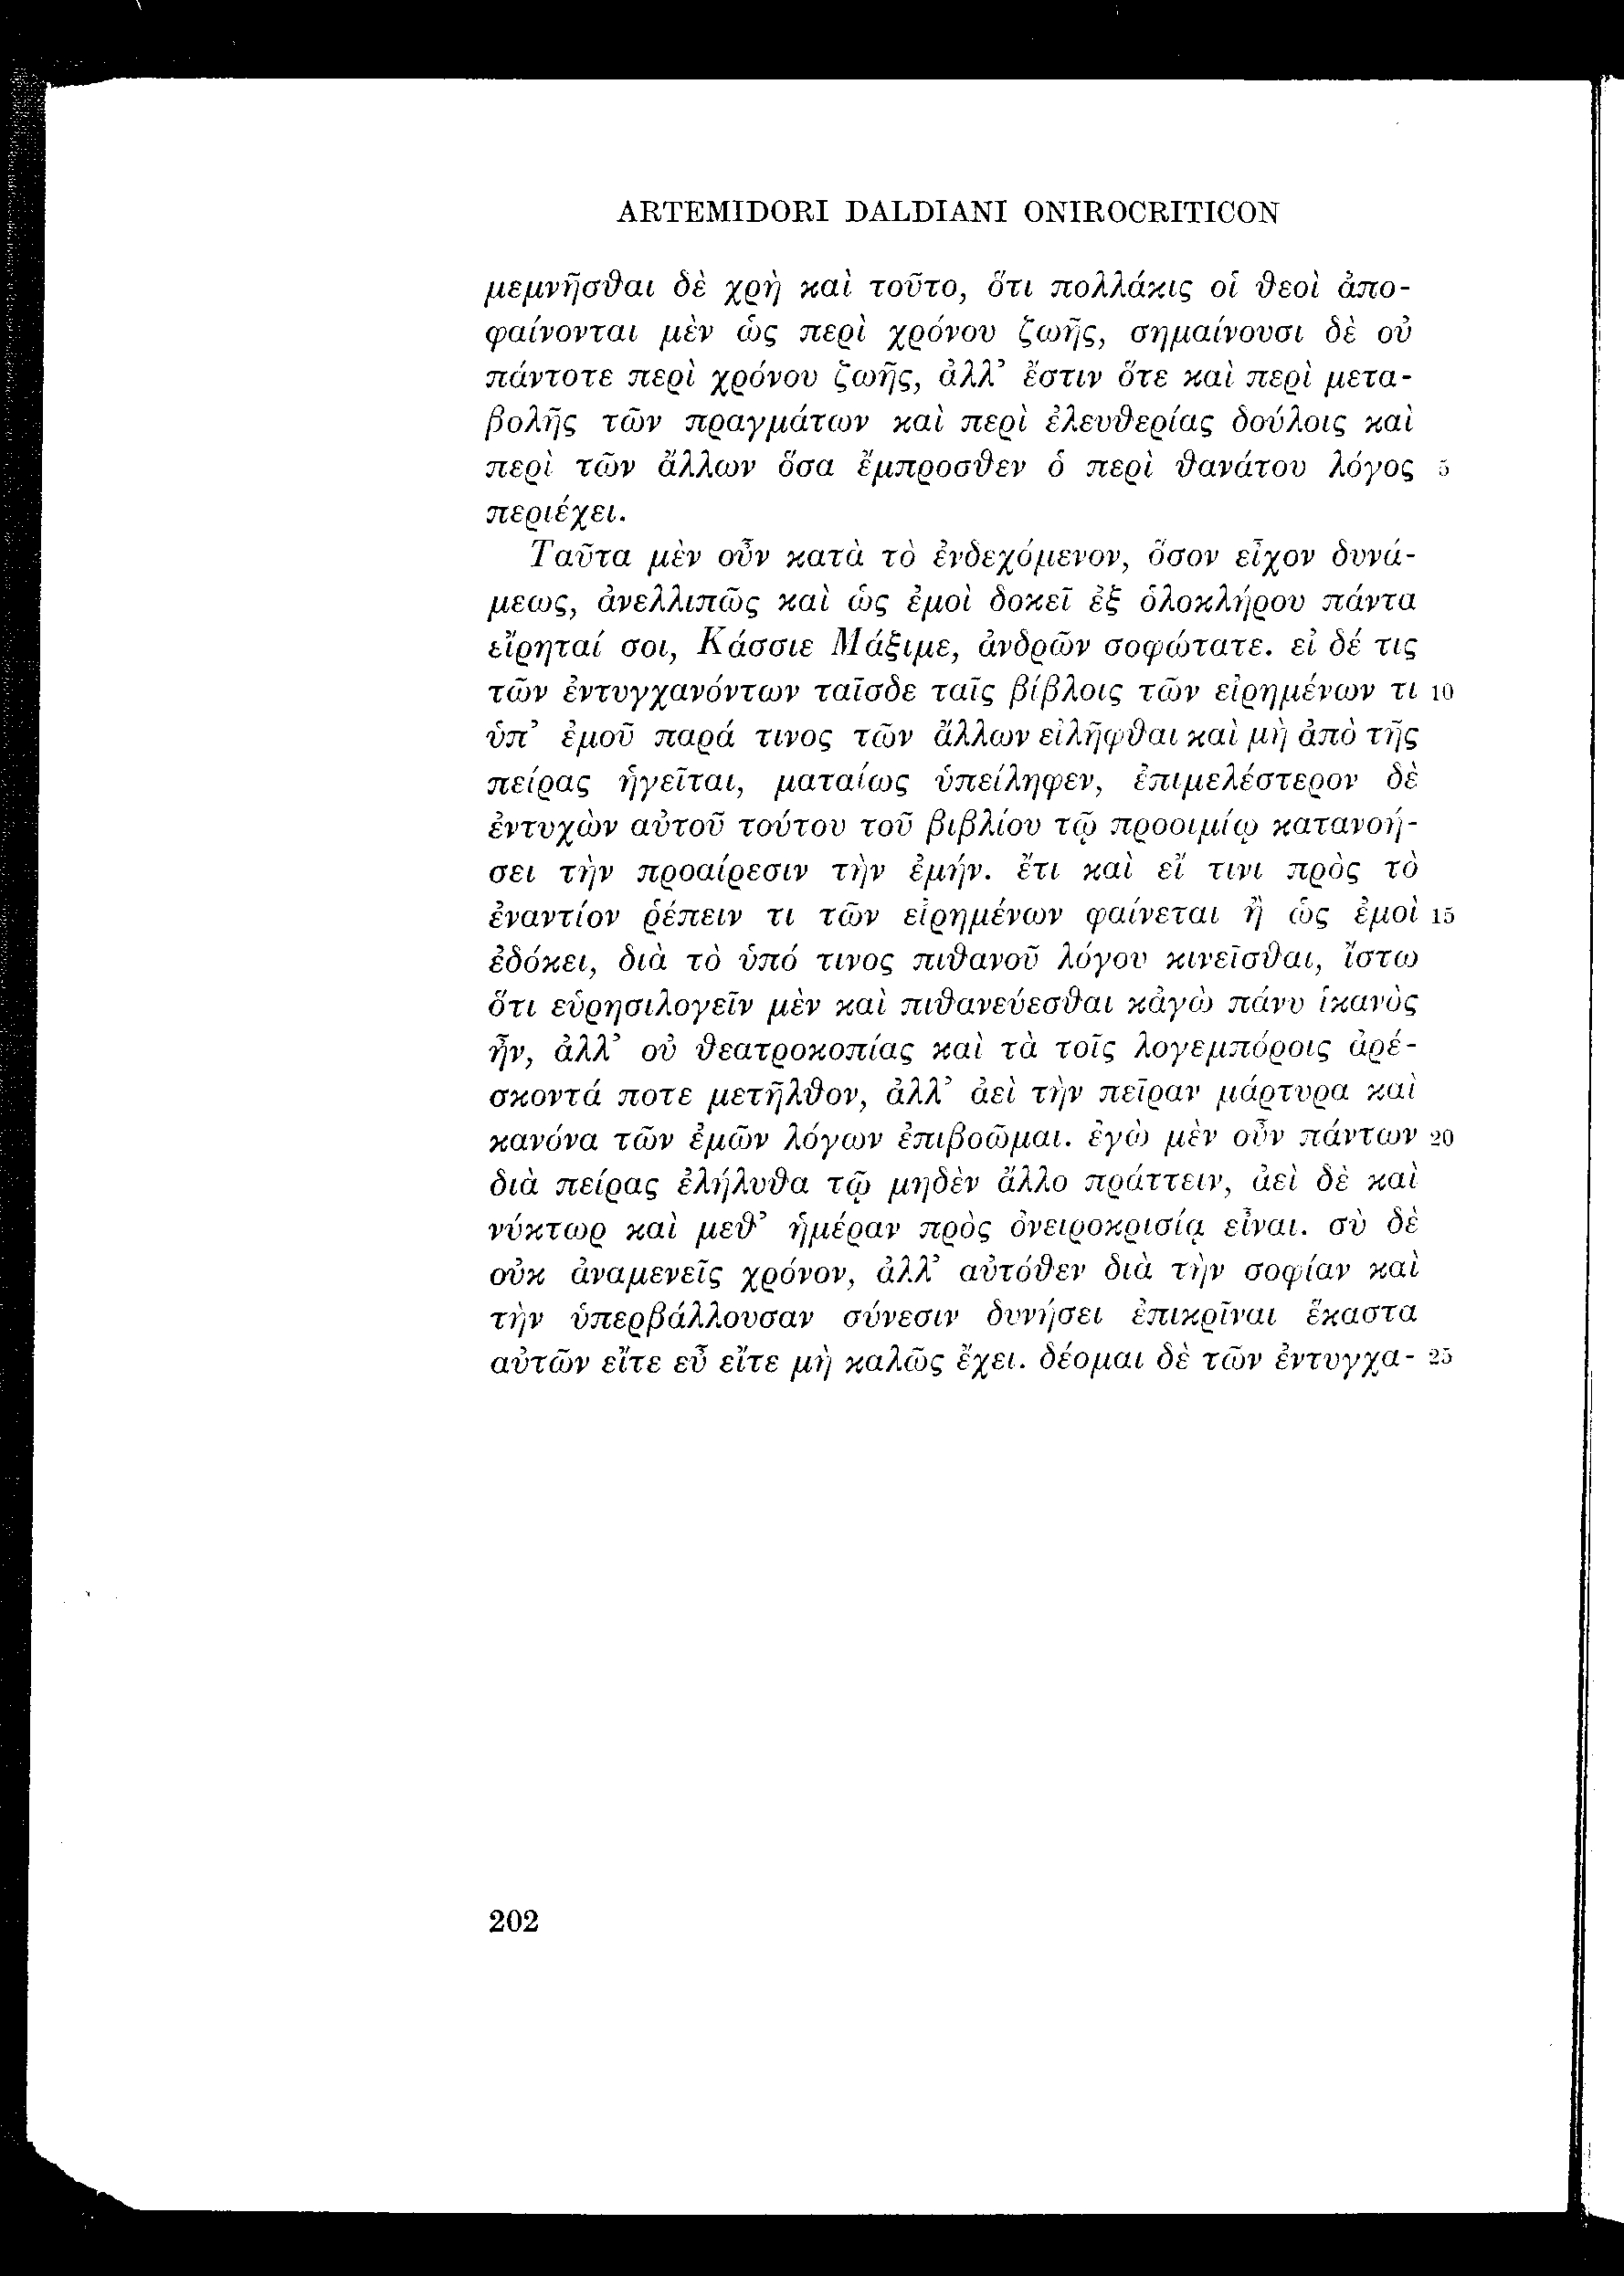 ARTEMIDORI DALDIANI ONIROCRITICON
μεμνῆσθαι δὲ χρὴ καὶ τοῦτο, ὅτι πολλάκις οἱ θεοὶ ἀπο-
φαίνονται μὲν ὡς περὶ χρόνου ζωῆς, σημαίνουσι δὲ οὐ
πάντοτε περὶ χρόνου ζωῆς, ἀλλ' ἔστιν ὅτε καὶ περὶ μετα-
βολῆς τῶν πραγμάτων καὶ περὶ ἐλευθερίας δούλοις καὶ
περὶ τῶν ἄλλων ὅσα ἔμπροσθεν ὁ περὶ θανάτου λόγος 5
περιέχει.
Ταῦτα μὲν οὖν κατὰ τὸ ἐνδεχόμενον, ὅσον εἶχον δυνά-
μεως, ἀνελλιπῶς καὶ ὡς ἐμοὶ δοκεῖ ἐξ ὁλοκλήρου πάντα
εἴρηταί σοι, Κάσσιε Μάξιμε, ἀνδρῶν σοφώτατε. εἰ δέ τις
τῶν ἐντυγχανόντων ταῖσδε ταῖς βίβλοις τῶν εἰρημένων τι 10
ὑπ' ἐμοῦ παρά τινος τῶν ἄλλων εἰλῆφθαι καὶ μὴ ἀπὸ τῆς
πείρας ἡγεῖται, ματαίως ὑπείληφεν, ἐπιμελέστερον δὲ
ἐντυχὼν αὐτοῦ τούτου τοῦ βιβλίου τῷ προοιμίῳ κατανοή-
σει τὴν προαίρεσιν τὴν ἐμήν. ἔτι καὶ εἴ τινι πρὸς τὸ
ἐναντίον ῥέπειν τι τῶν εἰρημένων φαίνεται ἢ ὡς ἐμοὶ 15
ἐδόκει, διὰ τὸ ὑπό τινος πιθανοῦ λόγου κινεῖσθαι, ἴστω
ὅτι εὑρησιλογεῖν μὲν καὶ πιθανεύεσθαι κἀγὼ πάνυ ἱκανὸς
ἦν, ἀλλ' οὐ θεατροκοπίας καὶ τὰ τοῖς λογεμπόροις ἀρέ-
σκοντά ποτε μετῆλθον, ἀλλ' ἀεὶ τὴν πεῖραν μάρτυρα καὶ
κανόνα τῶν ἐμῶν λόγων ἐπιβοῶμαι. ἐγὼ μὲν οὖν πάντων 20
διὰ πείρας ἐλήλυθα τῷ μηδὲν ἄλλο πράττειν, ἀεὶ δὲ καὶ
νύκτωρ καὶ μεθ' ἡμέραν πρὸς ὀνειροκρισίᾳ εἶναι. σὺ δὲ
οὐκ ἀναμενεῖς χρόνον, ἀλλ' αὐτόθεν διὰ τὴν σοφίαν καὶ
τὴν ὑπερβάλλουσαν σύνεσιν δυνήσει ἐπικρῖναι ἕκαστα
αὐτῶν εἴτε εὖ εἴτε μὴ καλῶς ἔχει. δέομαι δὲ τῶν ἐντυγχα- 25
202